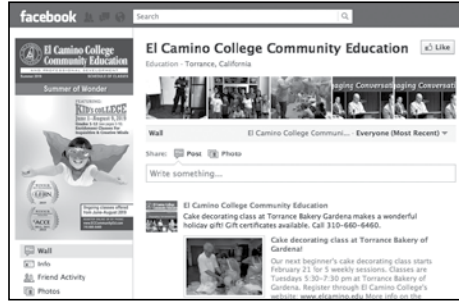 facebook
Search
El Camino College
Community Education
Summer of Wonder
FEATURING:
KID'S COLLEGE
Wall
Info
Friend Activity
Photos
El Camino College Community Education
Like
Education · Torrance, California
Wall
El Camino College Communi... · Everyone (Most Recent)
Share: Post Photo
Write something...
El Camino College Community Education
Cake decorating class at Torrance Bakery Gardena makes a wonderful
holiday gift! Gift certificates available. Call 310-660-6460.
Cake decorating class at Torrance Bakery of
Gardena!
Our next beginner's cake decorating class starts
February 21 for 5 weekly sessions. Classes are
Tuesdays 5:30-7:30 pm at Torrance Bakery of
Gardena. Register through El Camino College's
website: www.elcamino.edu More info on the